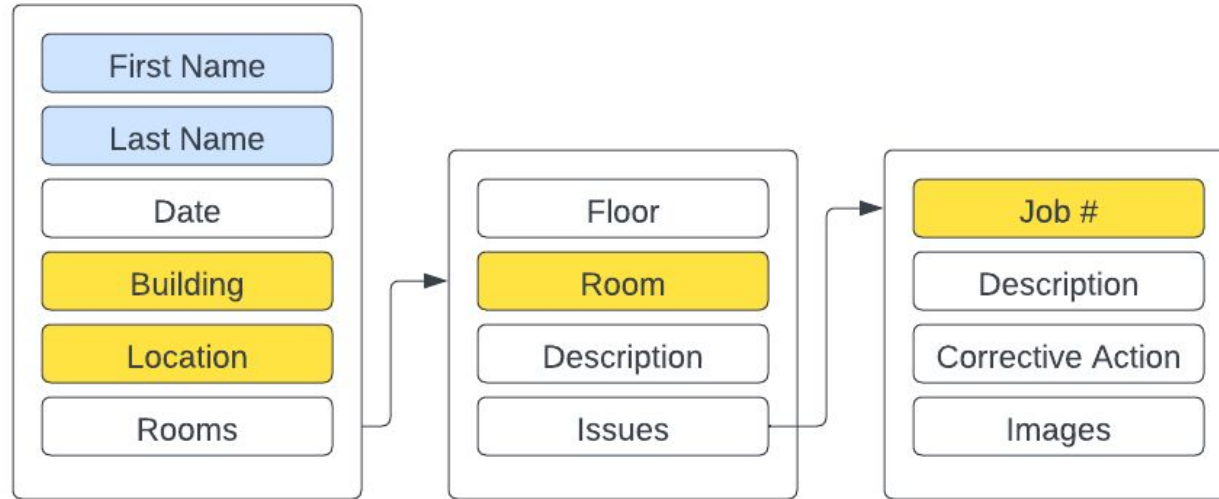 First Name
Last Name
Date
Building
Location
Rooms
Floor
Room
Description
Issues
Job #
Description
Corrective Action
Images